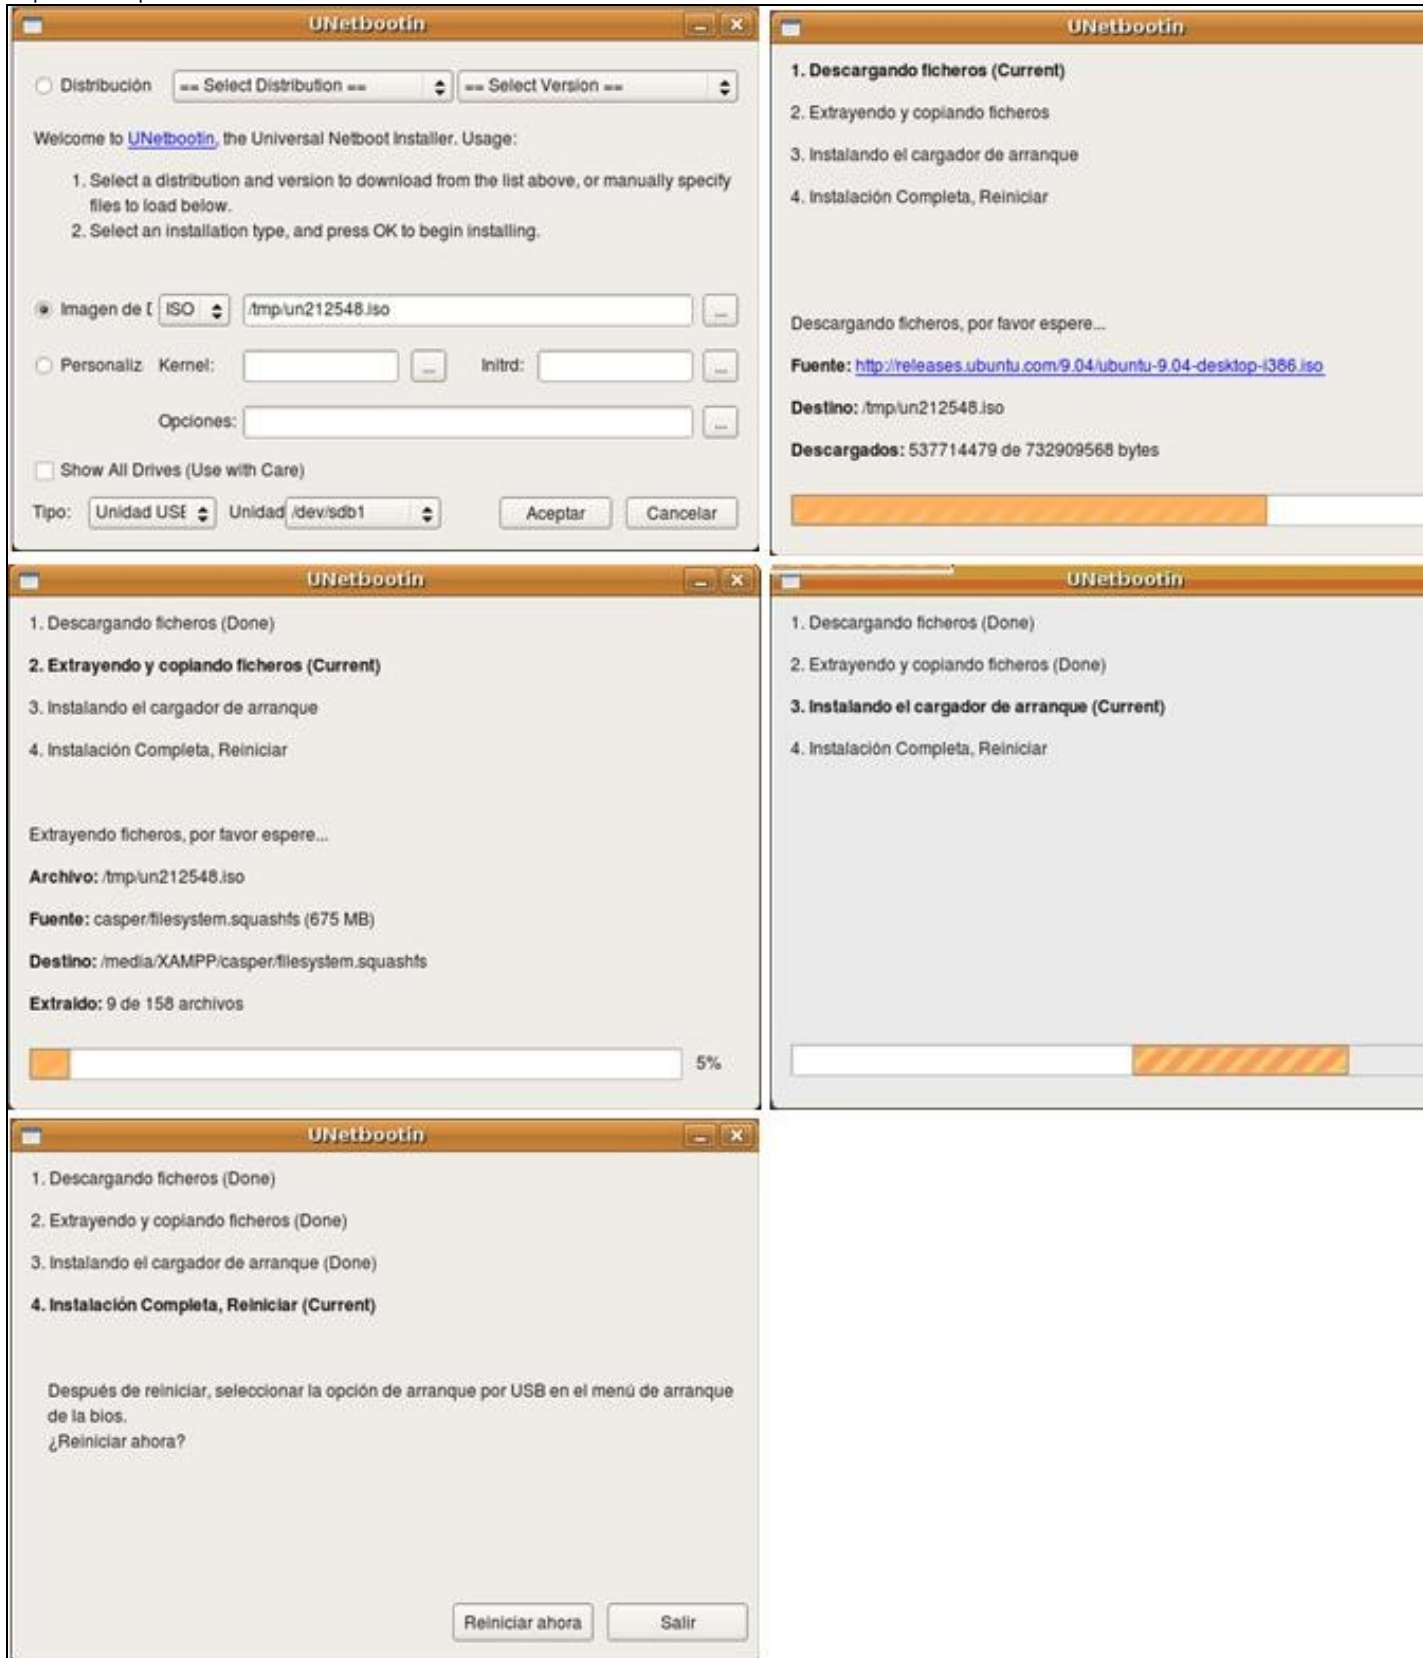 UNetbootin
Distribución == Select Distribution == == Select Version ==
Welcome to UNetbootin, the Universal Netboot Installer. Usage:
1. Select a distribution and version to download from the list above, or manually specify
files to load below.
2. Select an installation type, and press OK to begin installing.
Imagen de ISO /tmp/un212548.iso ...
Personaliz Kernel: ... Initrd: ...
Opciones: ...
Show All Drives (Use with Care)
Tipo: Unidad USE Unidad /dev/sdb1 Aceptar Cancelar
UNetbootin
1. Descargando ficheros (Current)
2. Extrayendo y copiando ficheros
3. Instalando el cargador de arranque
4. Instalación Completa, Reiniciar
Descargando ficheros, por favor espere...
Fuente: http://releases.ubuntu.com/9.04/ubuntu-9.04-desktop-i386.iso
Destino: /tmp/un212548.iso
Descargados: 537714479 de 732909568 bytes
UNetbootin
1. Descargando ficheros (Done)
2. Extrayendo y copiando ficheros (Current)
3. Instalando el cargador de arranque
4. Instalación Completa, Reiniciar
Extrayendo ficheros, por favor espere...
Archivo: /tmp/un212548.iso
Fuente: casper/filesystem.squashfs (675 MB)
Destino: /media/XAMPP/casper/filesystem.squashfs
Extraido: 9 de 158 archivos
5%
UNetbootin
1. Descargando ficheros (Done)
2. Extrayendo y copiando ficheros (Done)
3. Instalando el cargador de arranque (Current)
4. Instalación Completa, Reiniciar
UNetbootin
1. Descargando ficheros (Done)
2. Extrayendo y copiando ficheros (Done)
3. Instalando el cargador de arranque (Done)
4. Instalación Completa, Reiniciar (Current)
Después de reiniciar, seleccionar la opción de arranque por USB en el menú de arranque
de la bios.
¿Reiniciar ahora?
Reiniciar ahora Salir